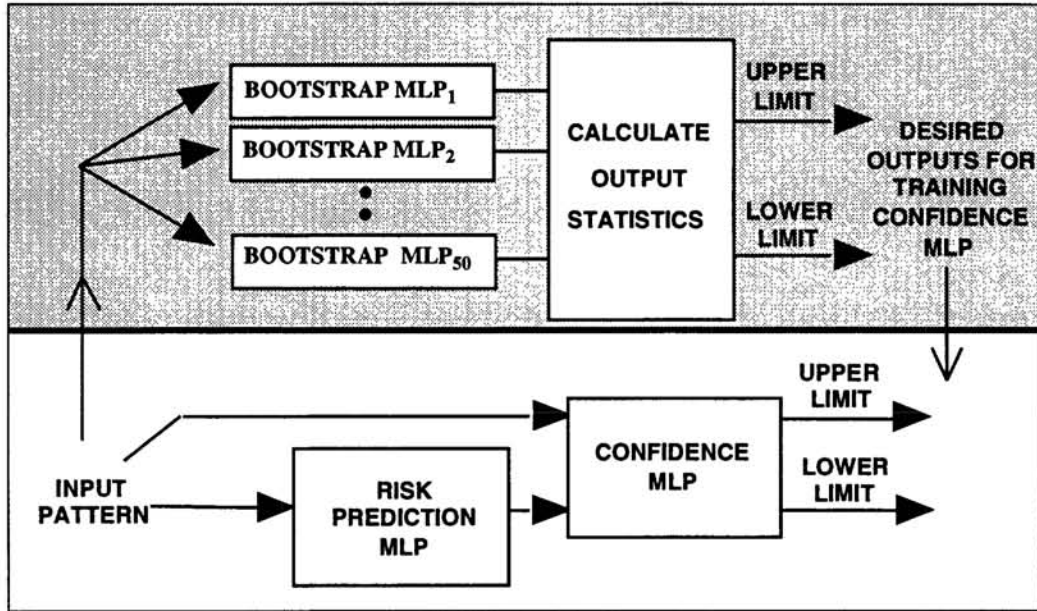 BOOTSTRAP MLP1
BOOTSTRAP MLP2
BOOTSTRAP MLP50
CALCULATE
OUTPUT
STATISTICS
UPPER
LIMIT
LOWER
LIMIT
DESIRED
OUTPUTS FOR
TRAINING
CONFIDENCE
MLP
INPUT
PATTERN
RISK
PREDICTION
MLP
CONFIDENCE
MLP
UPPER
LIMIT
LOWER
LIMIT